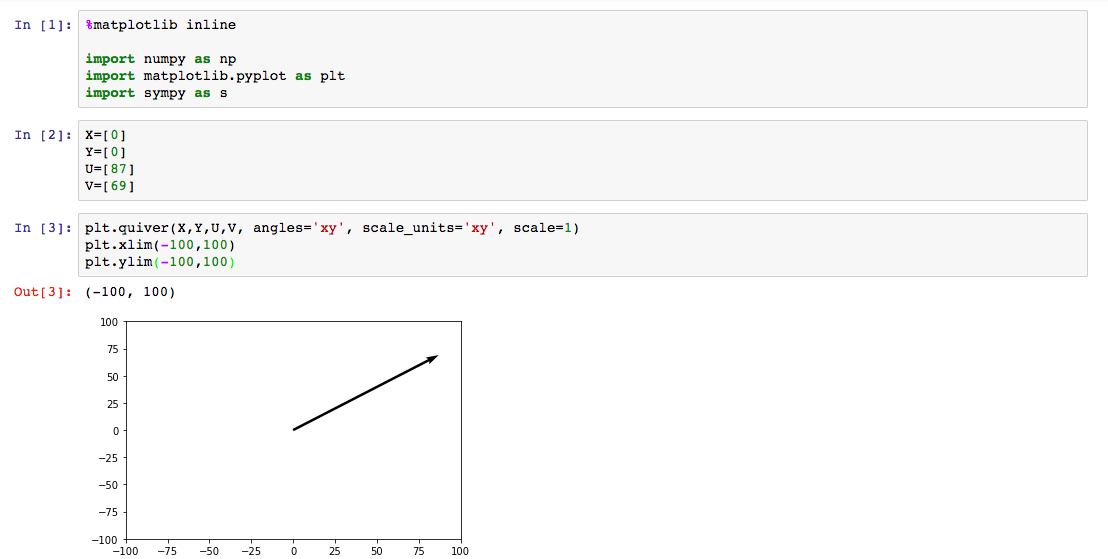 In [1]: %matplotlib inline
import numpy as np
import matplotlib.pyplot as plt
import sympy as s
In [2]: X=[0]
Y=[0]
U=[87]
V=[69]
In [3]: plt.quiver(X,Y,U,V, angles='xy', scale_units='xy', scale=1)
plt.xlim(-100,100)
plt.ylim(-100,100)
Out[3]: (-100, 100)
100
75
50
25
0
−25
−50
−75
−100
−100 −75 −50 −25 0 25 50 75 100